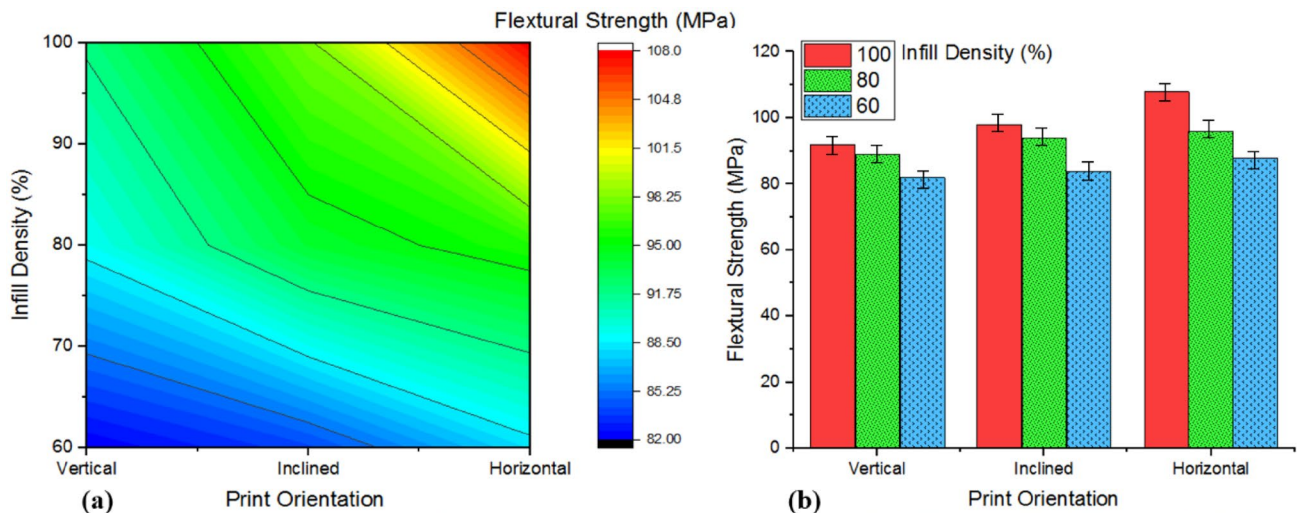 Flextural Strength (MPa)
100
90
80
70
60
Infill Density (%)
Vertical
Inclined
Horizontal
Print Orientation
(a)
108.0
104.8
101.5
98.25
95.00
91.75
88.50
85.25
82.00
120
100
80
60
40
20
0
Flextural Strength (MPa)
100 Infill Density (%)
80
60
Vertical
Inclined
Horizontal
Print Orientation
(b)